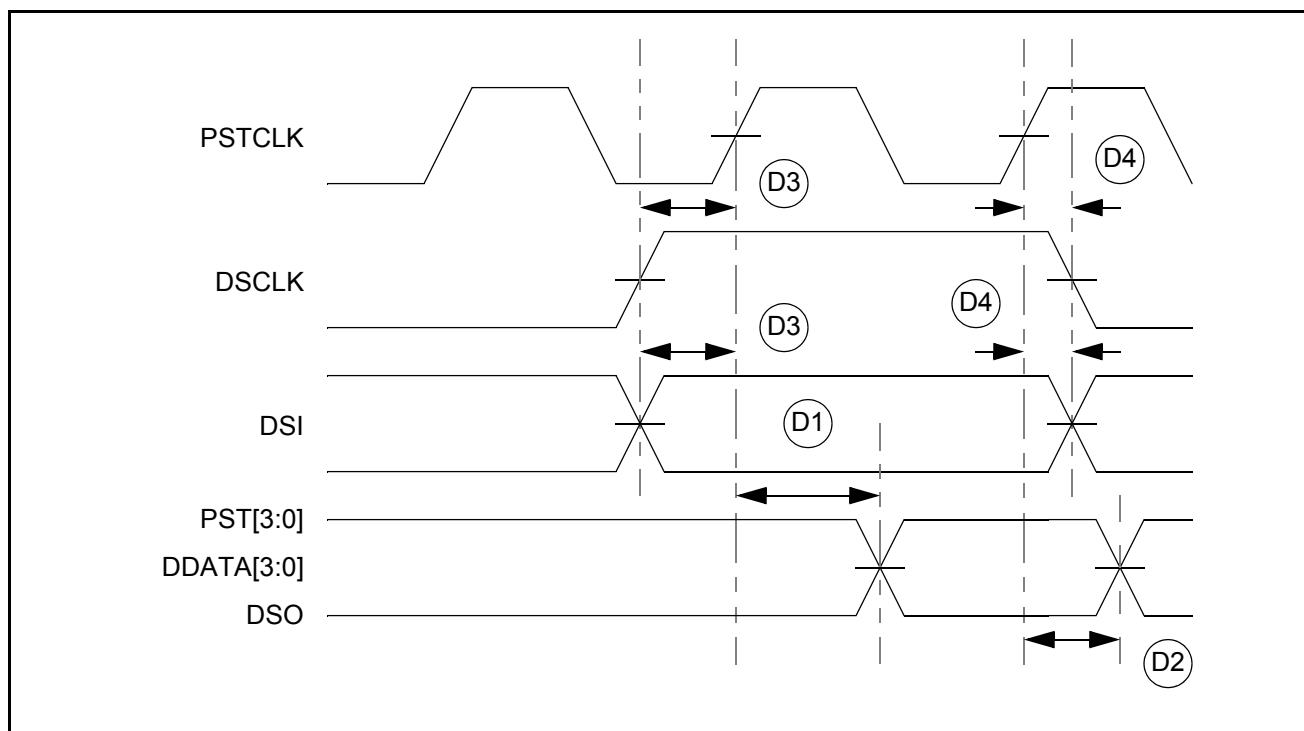 PSTCLK
D4
D3
DSCLK
D4
D3
DSI
D1
PST[3:0]
DDATA[3:0]
DSO
D2